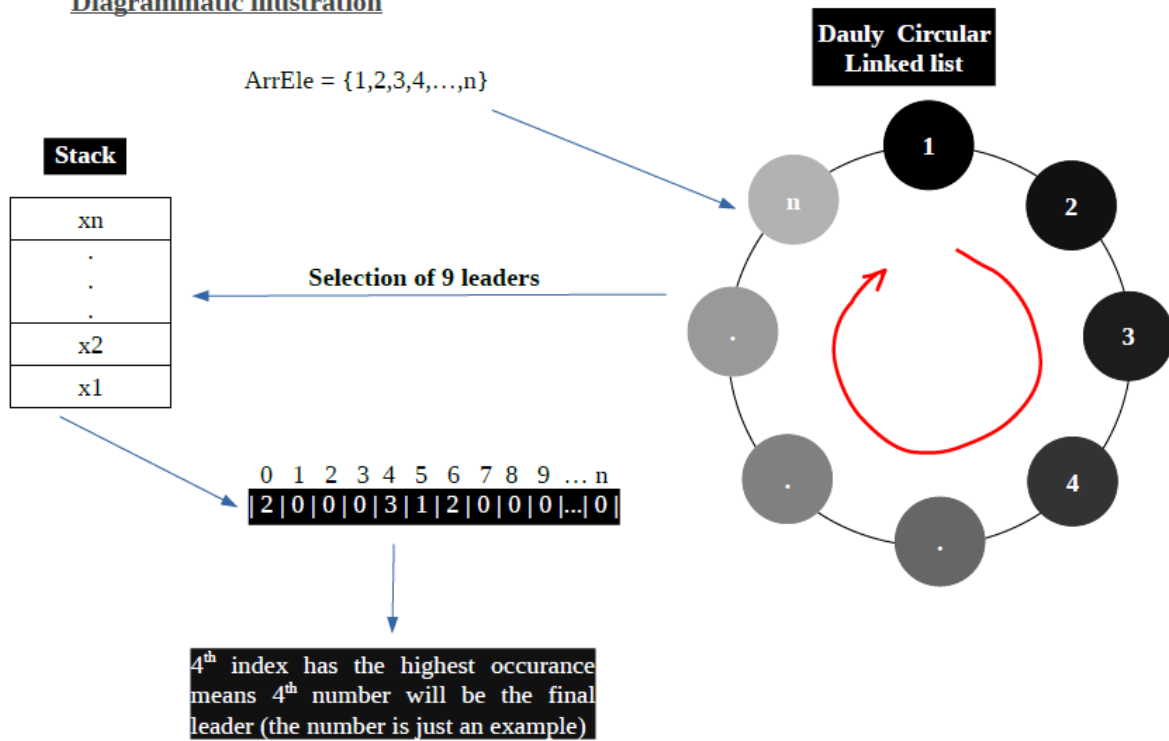 Diagrammatic illustration
Dauly Circular
Linked list
ArrEle = {1,2,3,4,…,n}
Stack
xn
.
.
.
x2
x1
Selection of 9 leaders
1
2
3
4
.
.
.
n
0 1 2 3 4 5 6 7 8 9 … n
| 2 | 0 | 0 | 0 | 3 | 1 | 2 | 0 | 0 | 0 |...| 0 |
4th index has the highest occurance
means 4th number will be the final
leader (the number is just an example)